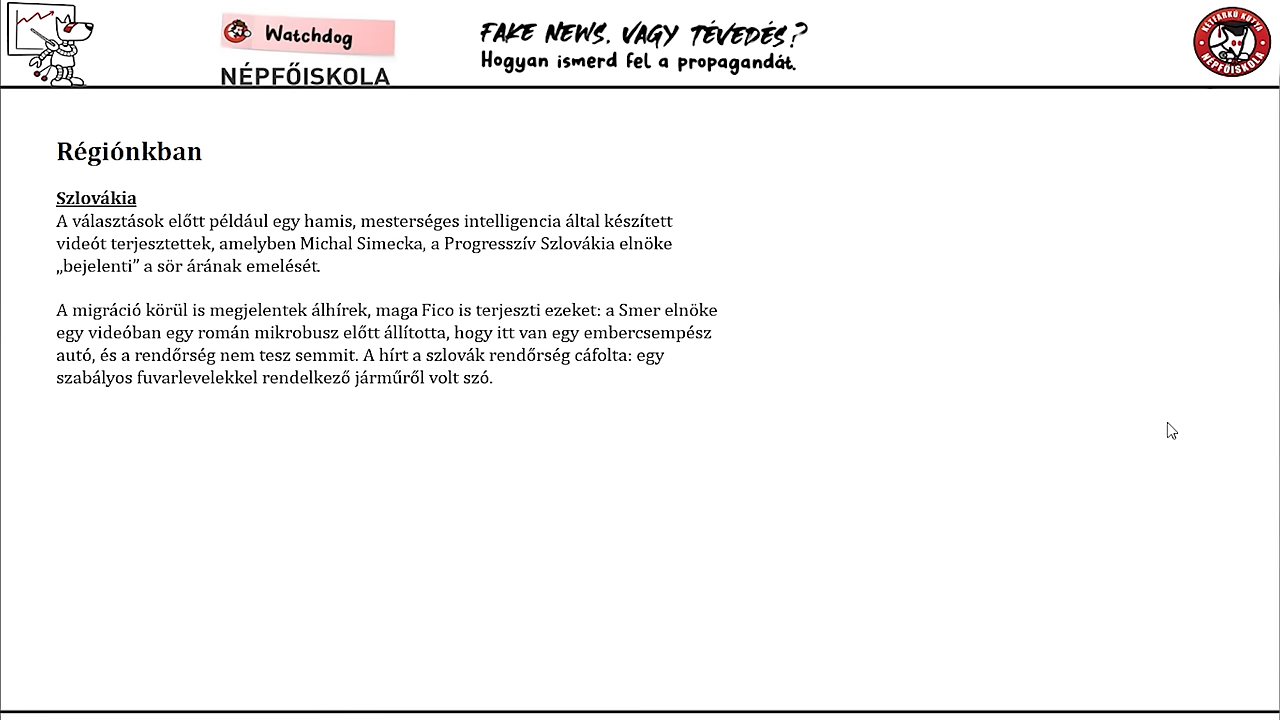 Watchdog
NÉPFŐISKOLA
FAKE NEWS, VAGY TÉVEDÉS?
Hogyan ismerd fel a propagandát.
KÉTFARKÚ KUTYA
NÉPFŐISKOLA
Régiónkban
Szlovákia
A választások előtt például egy hamis, mesterséges intelligencia által készített
videót terjesztettek, amelyben Michal Simecka, a Progresszív Szlovákia elnöke
„bejelenti” a sör árának emelését.
A migráció körül is megjelentek álhírek, maga Fico is terjeszti ezeket: a Smer elnöke
egy videóban egy román mikrobusz előtt állította, hogy itt van egy embercsempész
autó, és a rendőrség nem tesz semmit. A hírt a szlovák rendőrség cáfolta: egy
szabályos fuvarlevelekkel rendelkező járműről volt szó.